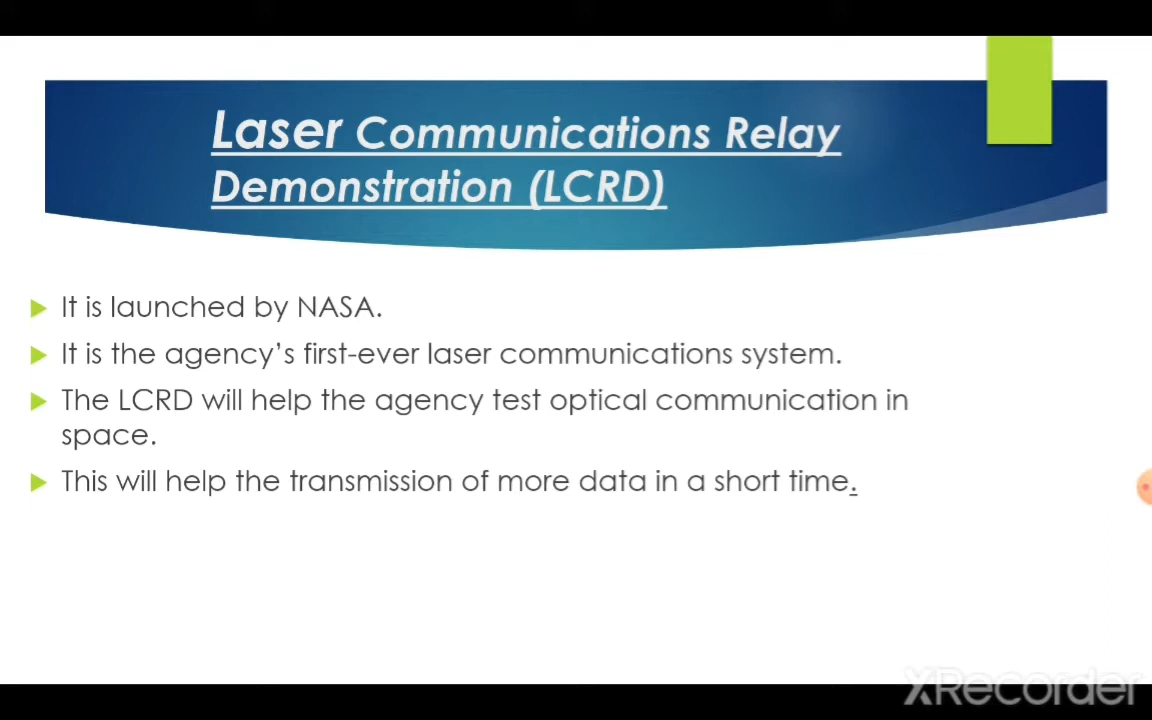 Laser Communications Relay
Demonstration (LCRD)
It is launched by NASA.
It is the agency's first-ever laser communications system.
The LCRD will help the agency test optical communication in
space.
This will help the transmission of more data in a short time.
XRecorder